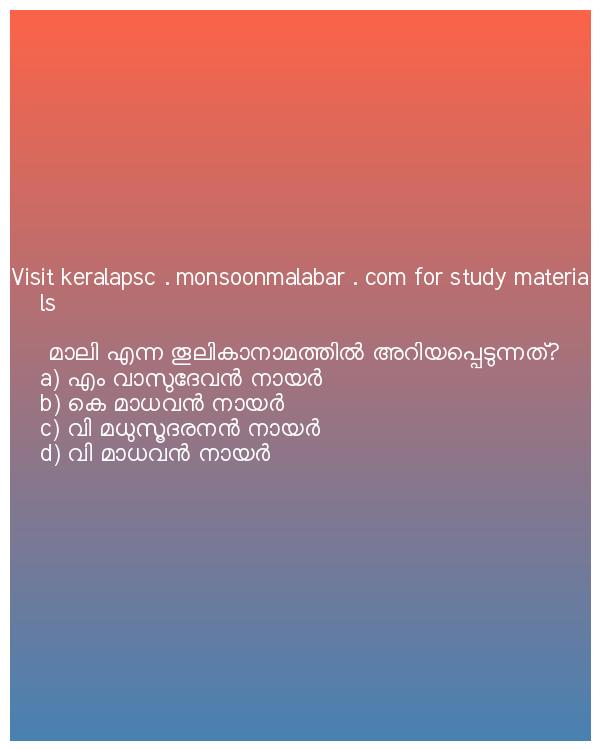 Visit keralapsc . monsoonmalabar . com for study materia
ls
മാലി എന്ന തൂലികാനാമത്തിൽ അറിയപ്പെടുന്നത്?
a) എം വാസുദേവൻ നായർ
b) കെ മാധവൻ നായർ
c) വി മധുസൂദരനൻ നായർ
d) വി മാധവൻ നായർ